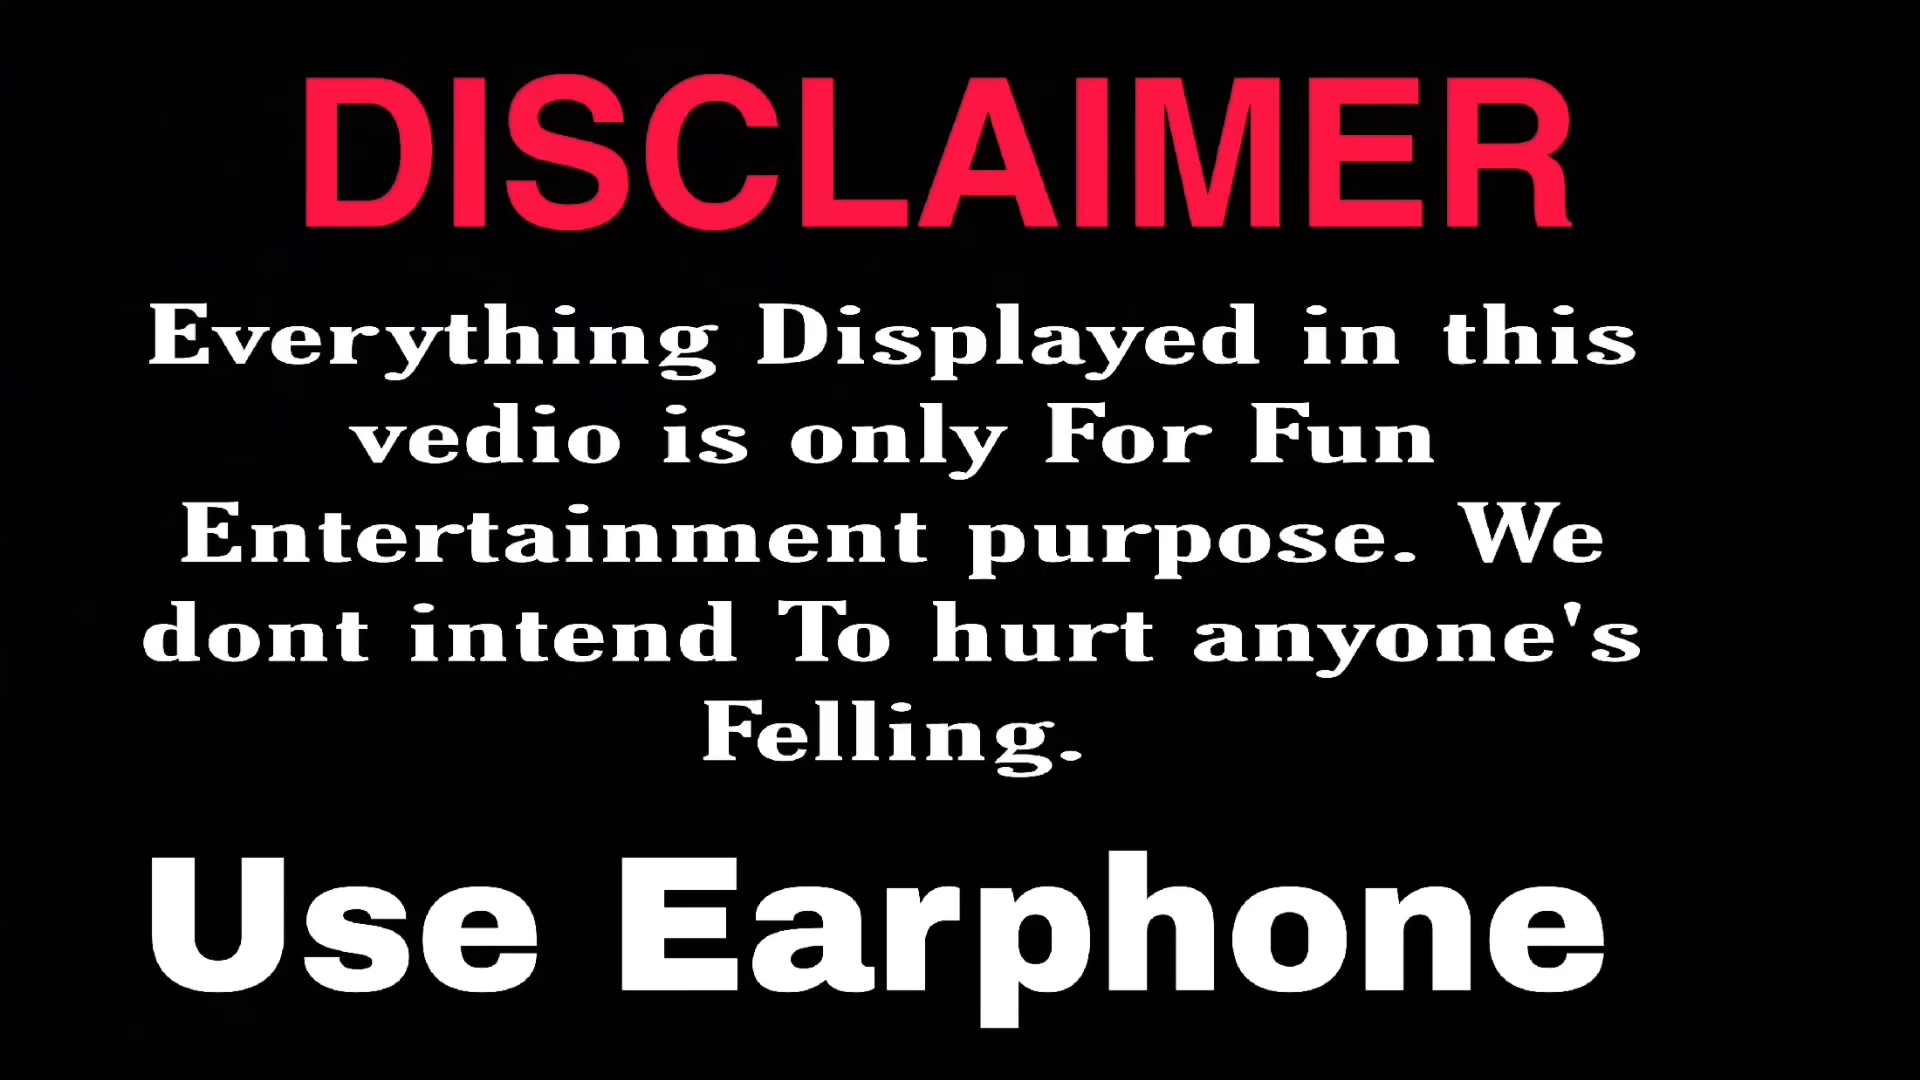 DISCLAIMER
Everything Displayed in this
vedio is only For Fun
Entertainment purpose. We
dont intend To hurt anyone's
Felling.
Use Earphone